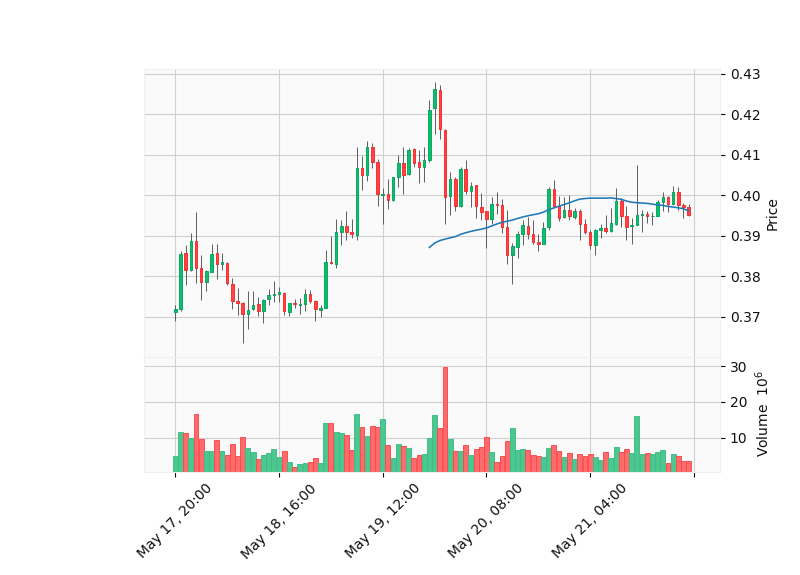 0.43
0.42
0.41
0.40
0.39
0.38
0.37
Price
30
20
10
Volume 10⁶
May 17, 20:00
May 18, 16:00
May 19, 12:00
May 20, 08:00
May 21, 04:00